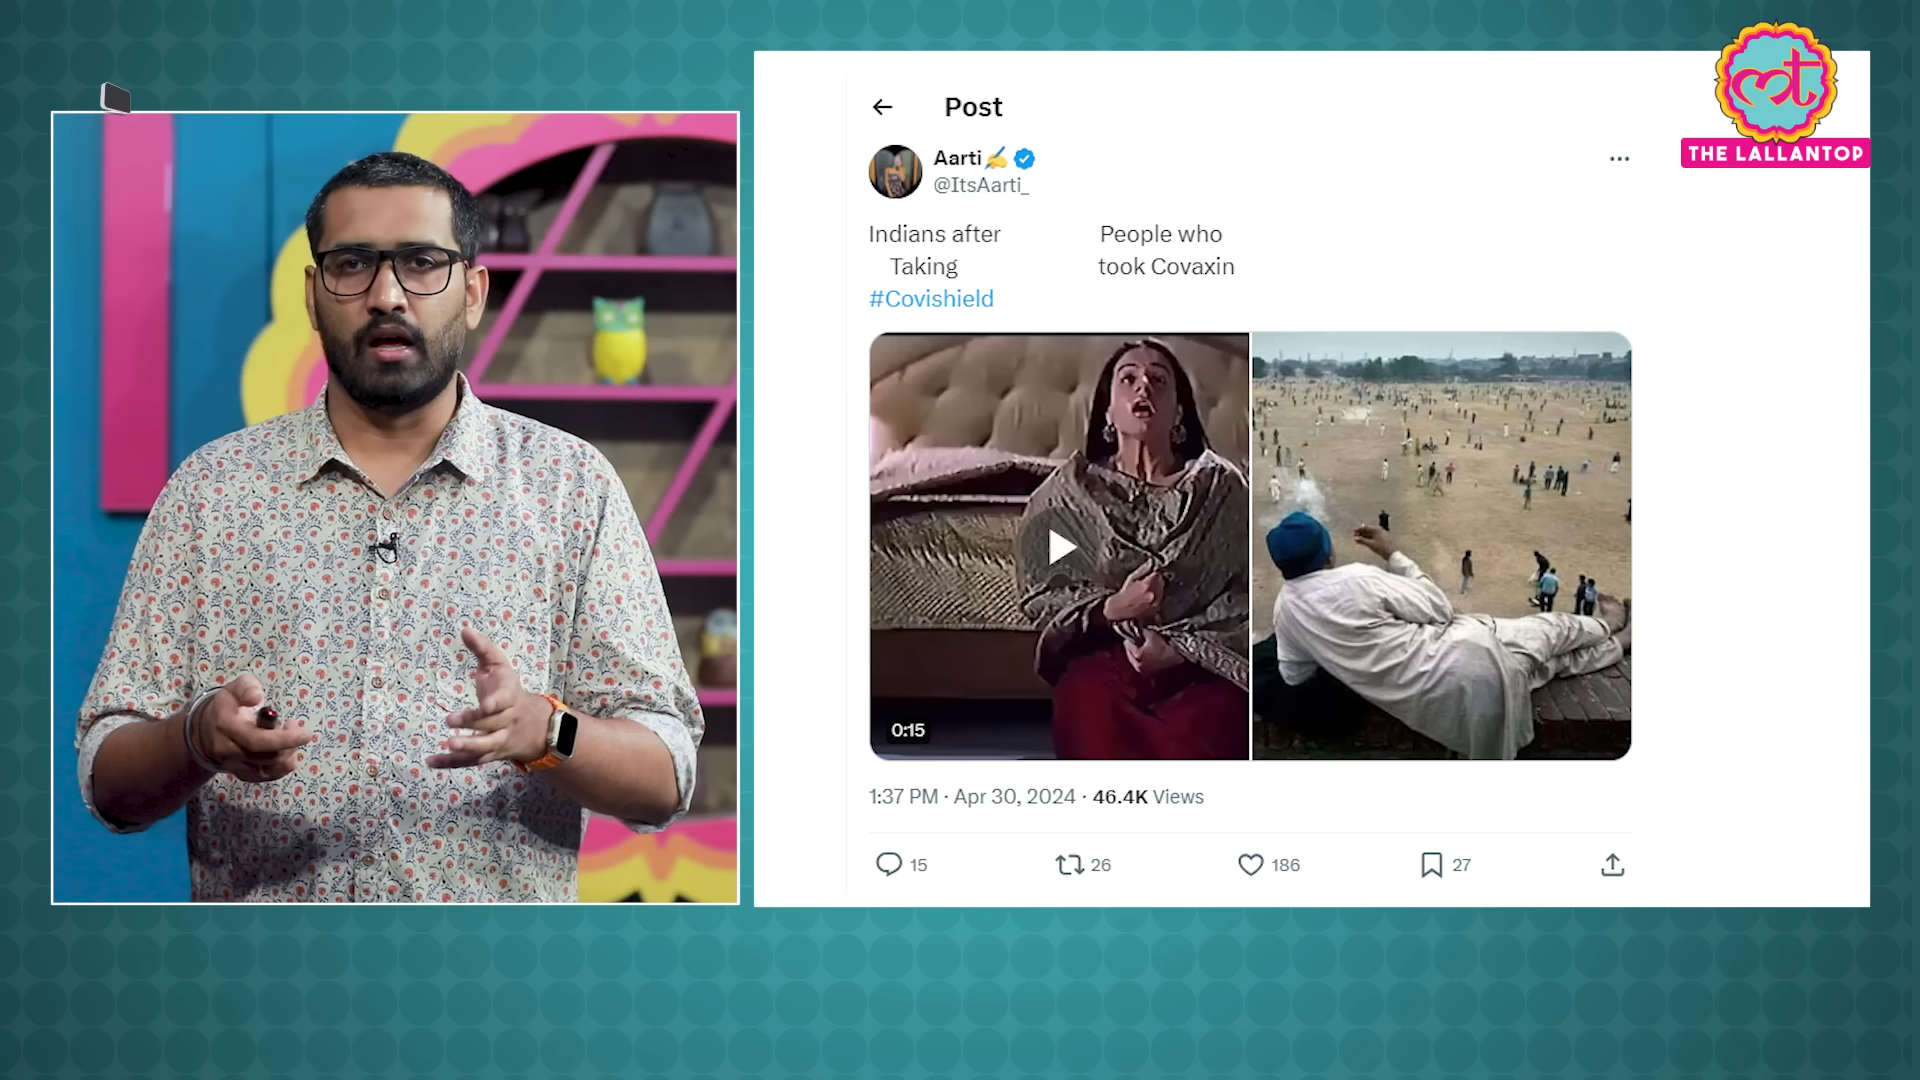 THE LALLANTOP
Post
Aarti
@ItsAarti_
Indians after People who
Taking took Covaxin
#Covishield
0:15
1:37 PM · Apr 30, 2024 · 46.4K Views
15 26 186 27